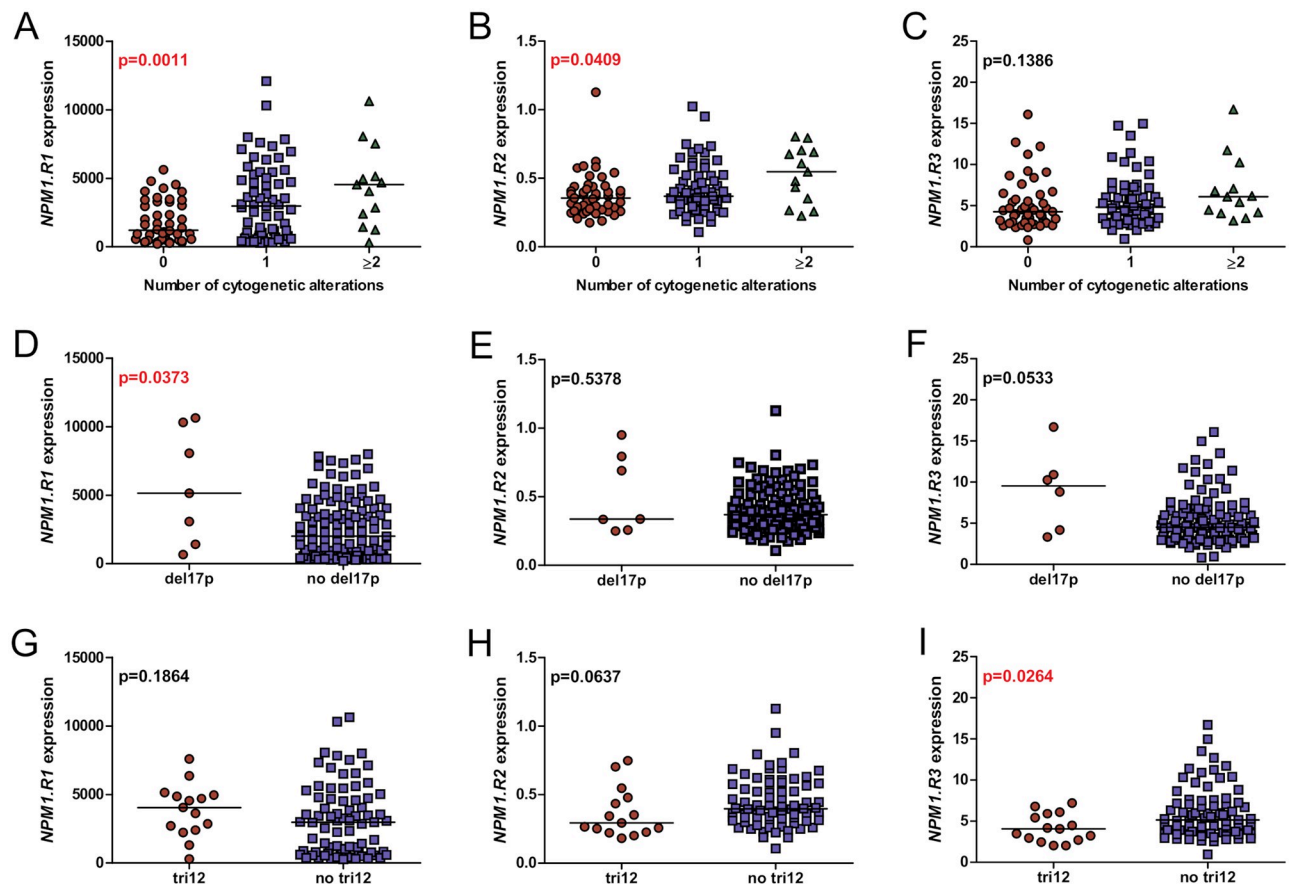 A
B
C
p=0.0011
p=0.0409
p=0.1386
NPM1.R1 expression
15000
10000
5000
0
NPM1.R2 expression
1.5
1.0
0.5
0.0
NPM1.R3 expression
25
20
15
10
5
0
0 1 ≥2
0 1 ≥2
0 1 ≥2
Number of cytogenetic alterations
Number of cytogenetic alterations
Number of cytogenetic alterations
D
E
F
p=0.0373
p=0.5378
p=0.0533
NPM1.R1 expression
15000
10000
5000
0
NPM1.R2 expression
1.5
1.0
0.5
0.0
NPM1.R3 expression
25
20
15
10
5
0
del17p no del17p
del17p no del17p
del17p no del17p
G
H
I
p=0.1864
p=0.0637
p=0.0264
NPM1.R1 expression
15000
10000
5000
0
NPM1.R2 expression
1.5
1.0
0.5
0.0
NPM1.R3 expression
25
20
15
10
5
0
tri12 no tri12
tri12 no tri12
tri12 no tri12